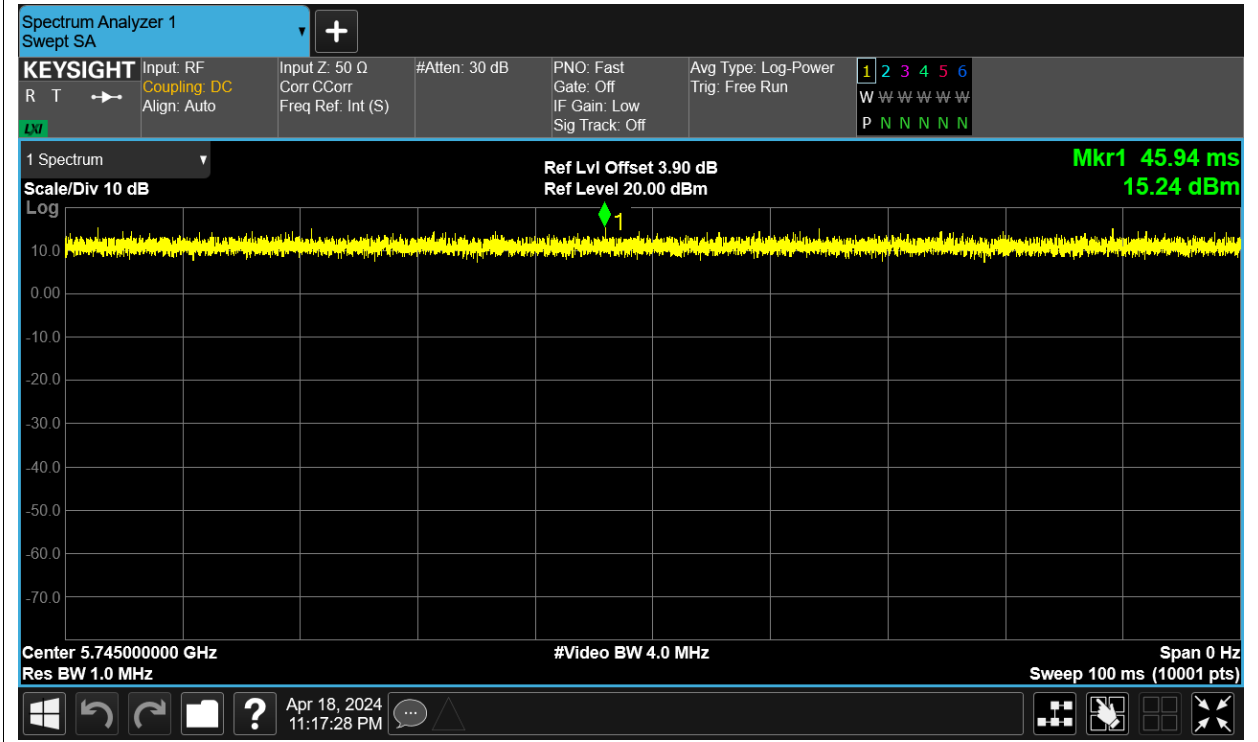 Spectrum Analyzer 1
Swept SA
KEYSIGHT
R T
LXI
Input: RF
Coupling: DC
Align: Auto
Input Z: 50 Ω
Corr CCorr
Freq Ref: Int (S)
#Atten: 30 dB
PNO: Fast
Gate: Off
IF Gain: Low
Sig Track: Off
Avg Type: Log-Power
Trig: Free Run
1 2 3 4 5 6
W W W W W W
P N N N N N
1 Spectrum
Scale/Div 10 dB
Ref Lvl Offset 3.90 dB
Ref Level 20.00 dBm
Mkr1 45.94 ms
15.24 dBm
Log
1
10.0
0.00
-10.0
-20.0
-30.0
-40.0
-50.0
-60.0
-70.0
Center 5.745000000 GHz
Res BW 1.0 MHz
#Video BW 4.0 MHz
Span 0 Hz
Sweep 100 ms (10001 pts)
?
Apr 18, 2024
11:17:28 PM